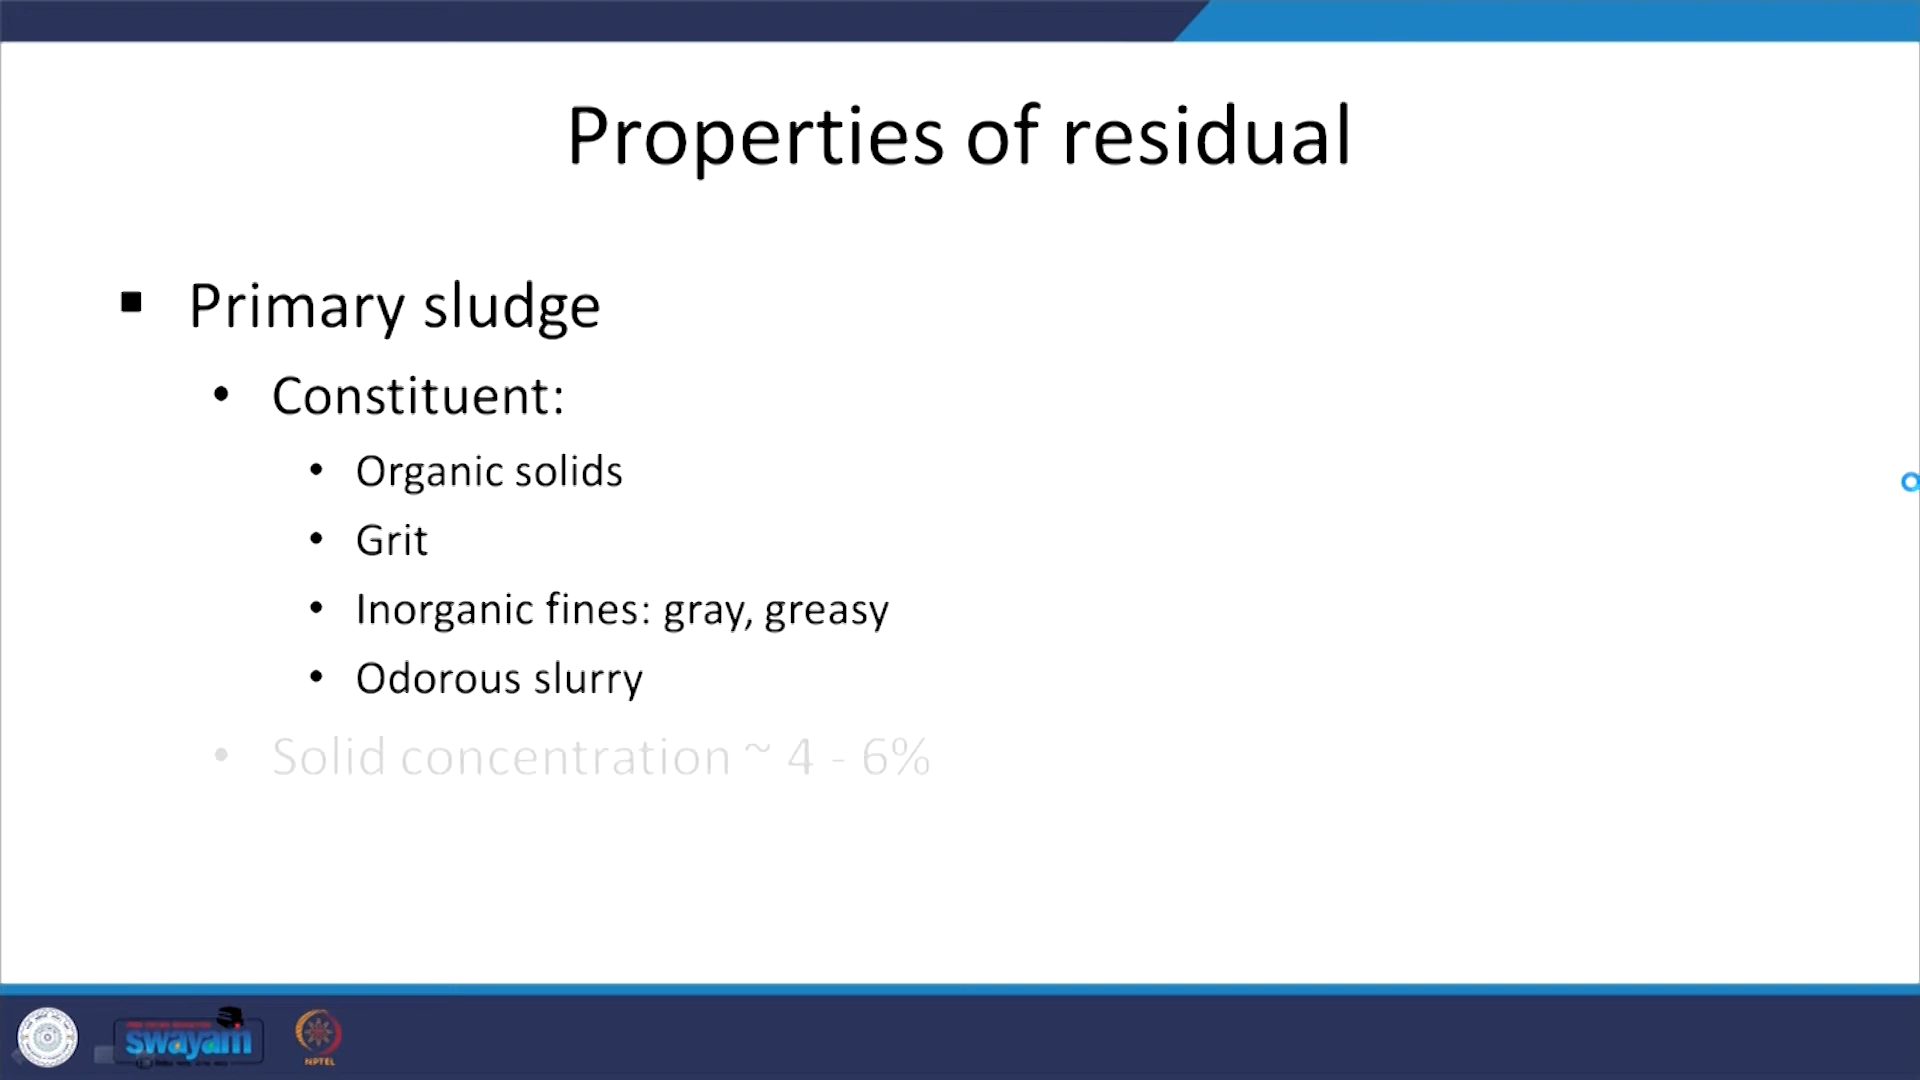 Properties of residual
▪ Primary sludge
• Constituent:
• Organic solids
• Grit
• Inorganic fines: gray, greasy
• Odorous slurry
• Solid concentration ~ 4 - 6%
swayam
NPTEL